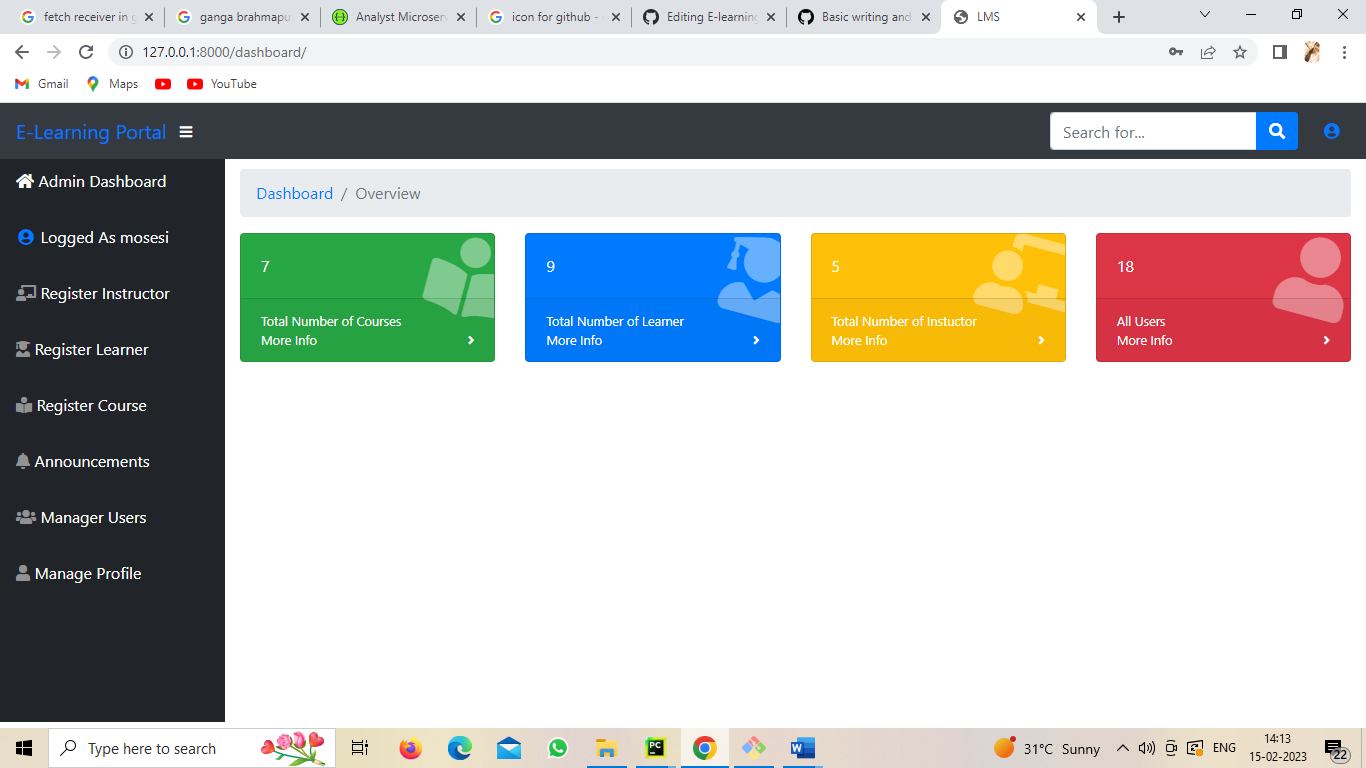 fetch receiver in g
ganga brahmapu
Analyst Microser
icon for github -
Editing E-learning
Basic writing and
LMS
127.0.0.1:8000/dashboard/
Gmail
Maps
YouTube
E-Learning Portal
Search for...
Admin Dashboard
Logged As mosesi
Register Instructor
Register Learner
Register Course
Announcements
Manager Users
Manage Profile
Dashboard / Overview
7
Total Number of Courses
More Info
9
Total Number of Learner
More Info
5
Total Number of Instuctor
More Info
18
All Users
More Info
Type here to search
PC
W
31°C Sunny
ENG
14:13
15-02-2023
22